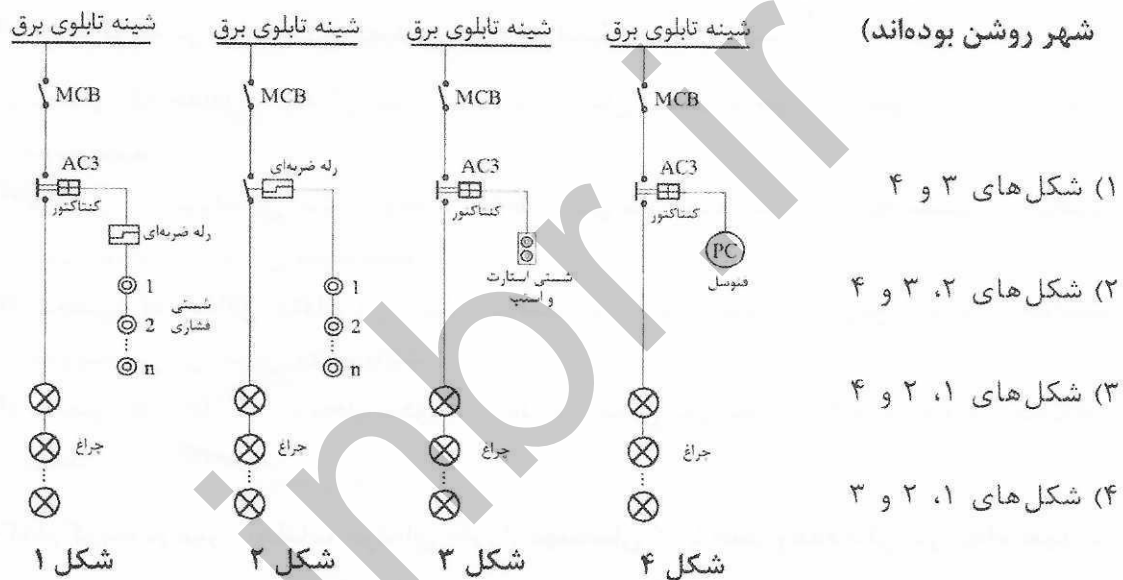 شهر روشن بوده‌اند)
۱) شکل‌های ۳ و ۴
۲) شکل‌های ۲، ۳ و ۴
۳) شکل‌های ۱، ۲ و ۴
۴) شکل‌های ۱، ۲ و ۳
شینه تابلوی برق
MCB
AC3
کنتاکتور
رله ضربه‌ای
1
شستی فشاری
2
n
چراغ
شکل ۱
شینه تابلوی برق
MCB
رله ضربه‌ای
1
2
n
چراغ
شکل ۲
شینه تابلوی برق
MCB
AC3
کنتاکتور
شستی استارت
و استپ
چراغ
شکل ۳
شینه تابلوی برق
MCB
AC3
کنتاکتور
PC
فتوسل
چراغ
شکل ۴
inbr.ir